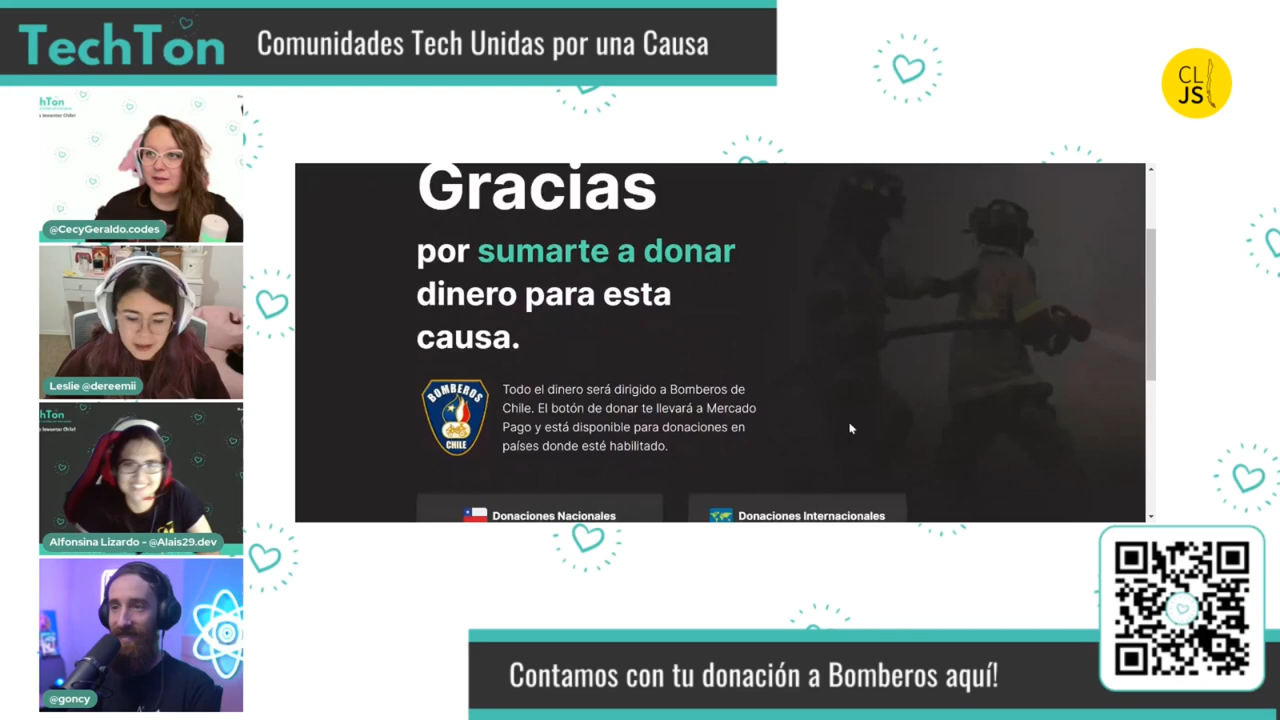 TechTon
Comunidades Tech Unidas por una Causa
CL
JS
hTon
@CecyGeraldo.codes
Leslie @dereemii
hTon
Alfonsina Lizardo - @Alais29.dev
@goncy
Gracias
por sumarte a donar
dinero para esta
causa.
BOMBEROS
CHILE
Todo el dinero será dirigido a Bomberos de
Chile. El botón de donar te llevará a Mercado
Pago y está disponible para donaciones en
países donde esté habilitado.
Donaciones Nacionales
Donaciones Internacionales
Contamos con tu donación a Bomberos aquí!